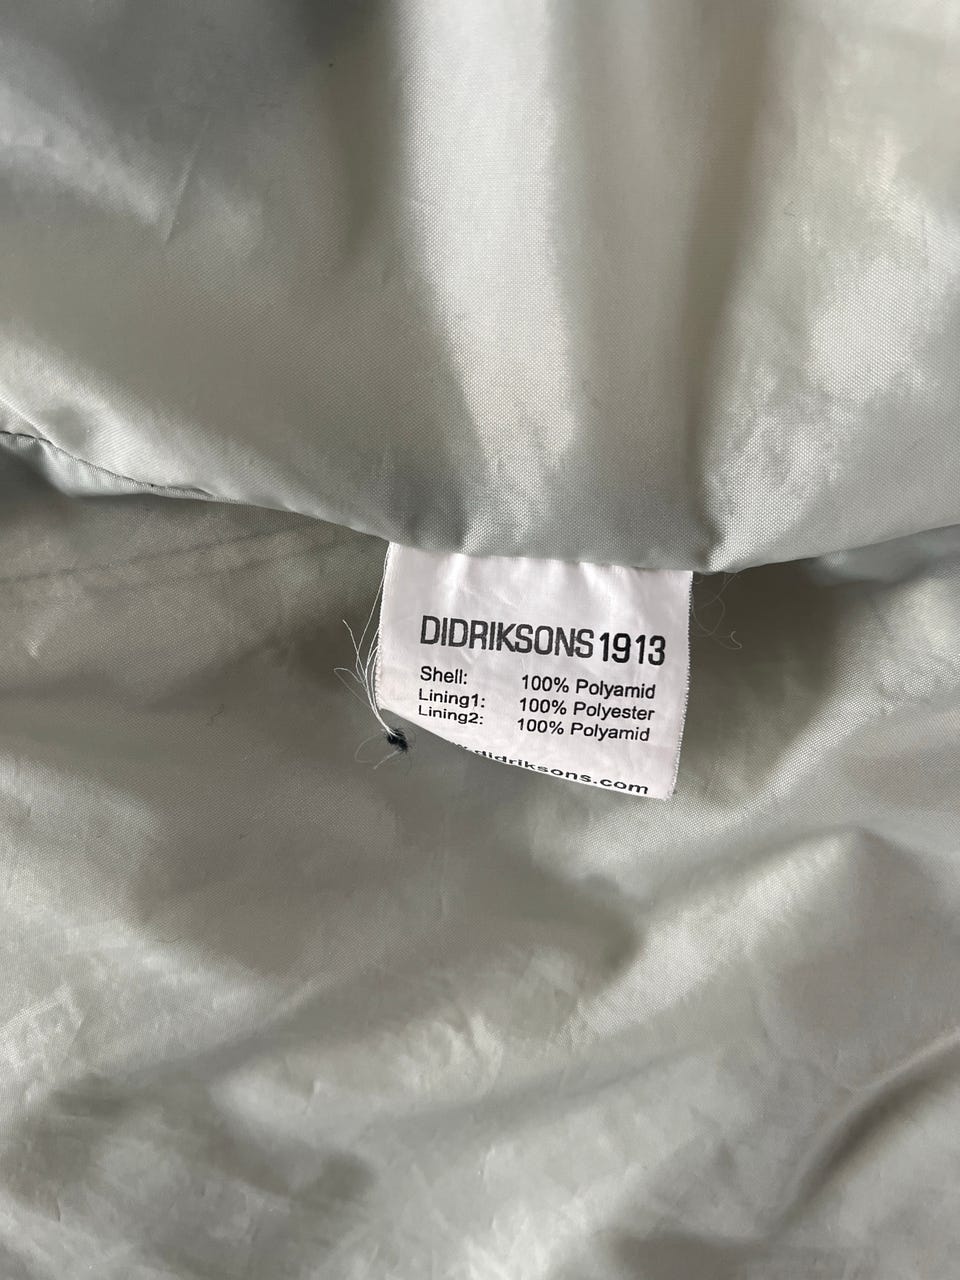 DIDRIKSONS1913
Shell: 100% Polyamid
Lining1: 100% Polyester
Lining2: 100% Polyamid
didriksons.com